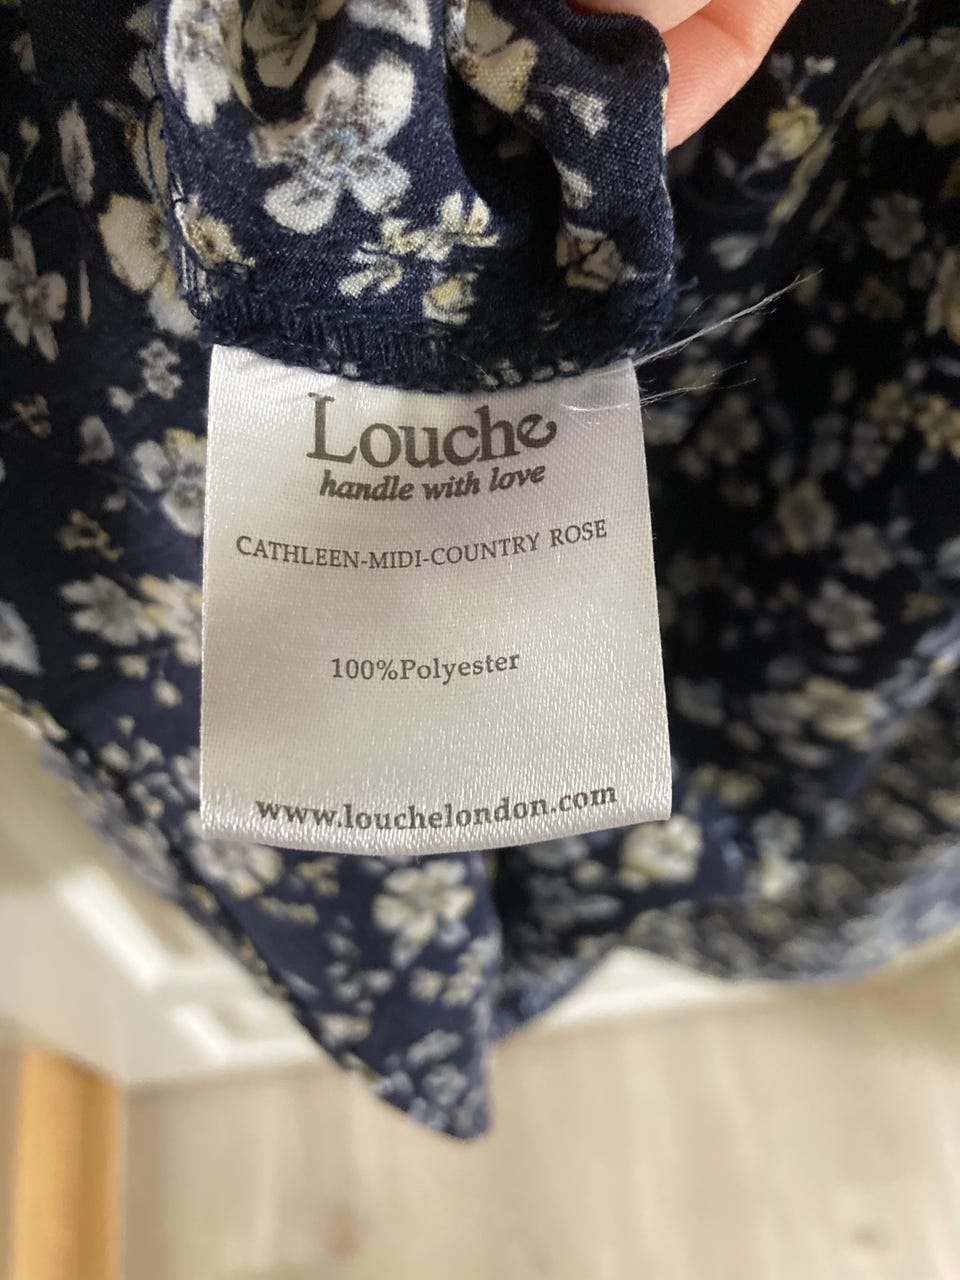 Louche
handle with love
CATHLEEN-MIDI-COUNTRY ROSE
100%Polyester
www.louchelondon.com